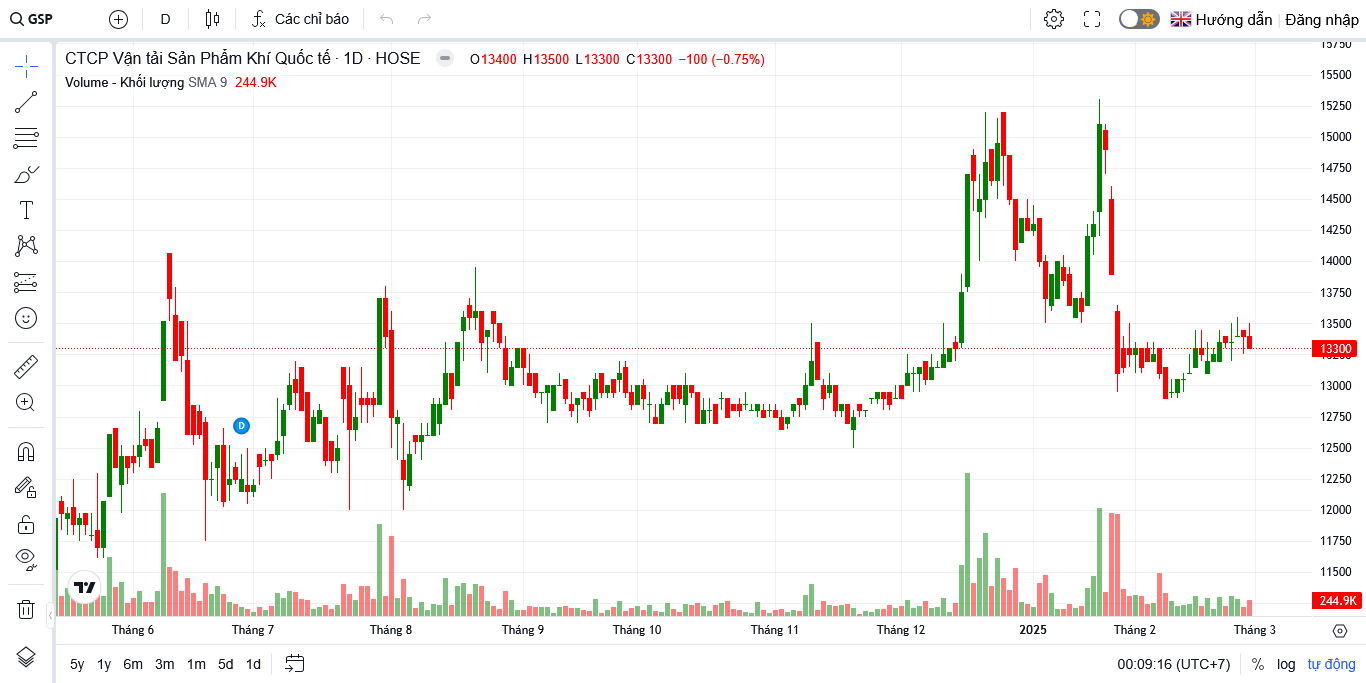 GSP D Các chỉ báo Hướng dẫn Đăng nhập
CTCP Vận tải Sản Phẩm Khí Quốc tế · 1D · HOSE O13400 H13500 L13300 C13300 −100 (−0.75%)
Volume - Khối lượng SMA 9 244.9K
15750
15500
15250
15000
14750
14500
14250
14000
13750
13500
13300
13000
12750
D
12500
12250
12000
11750
11500
244.9K
Tháng 6 Tháng 7 Tháng 8 Tháng 9 Tháng 10 Tháng 11 Tháng 12 2025 Tháng 2 Tháng 3
5y 1y 6m 3m 1m 5d 1d 00:09:16 (UTC+7) % log tự động